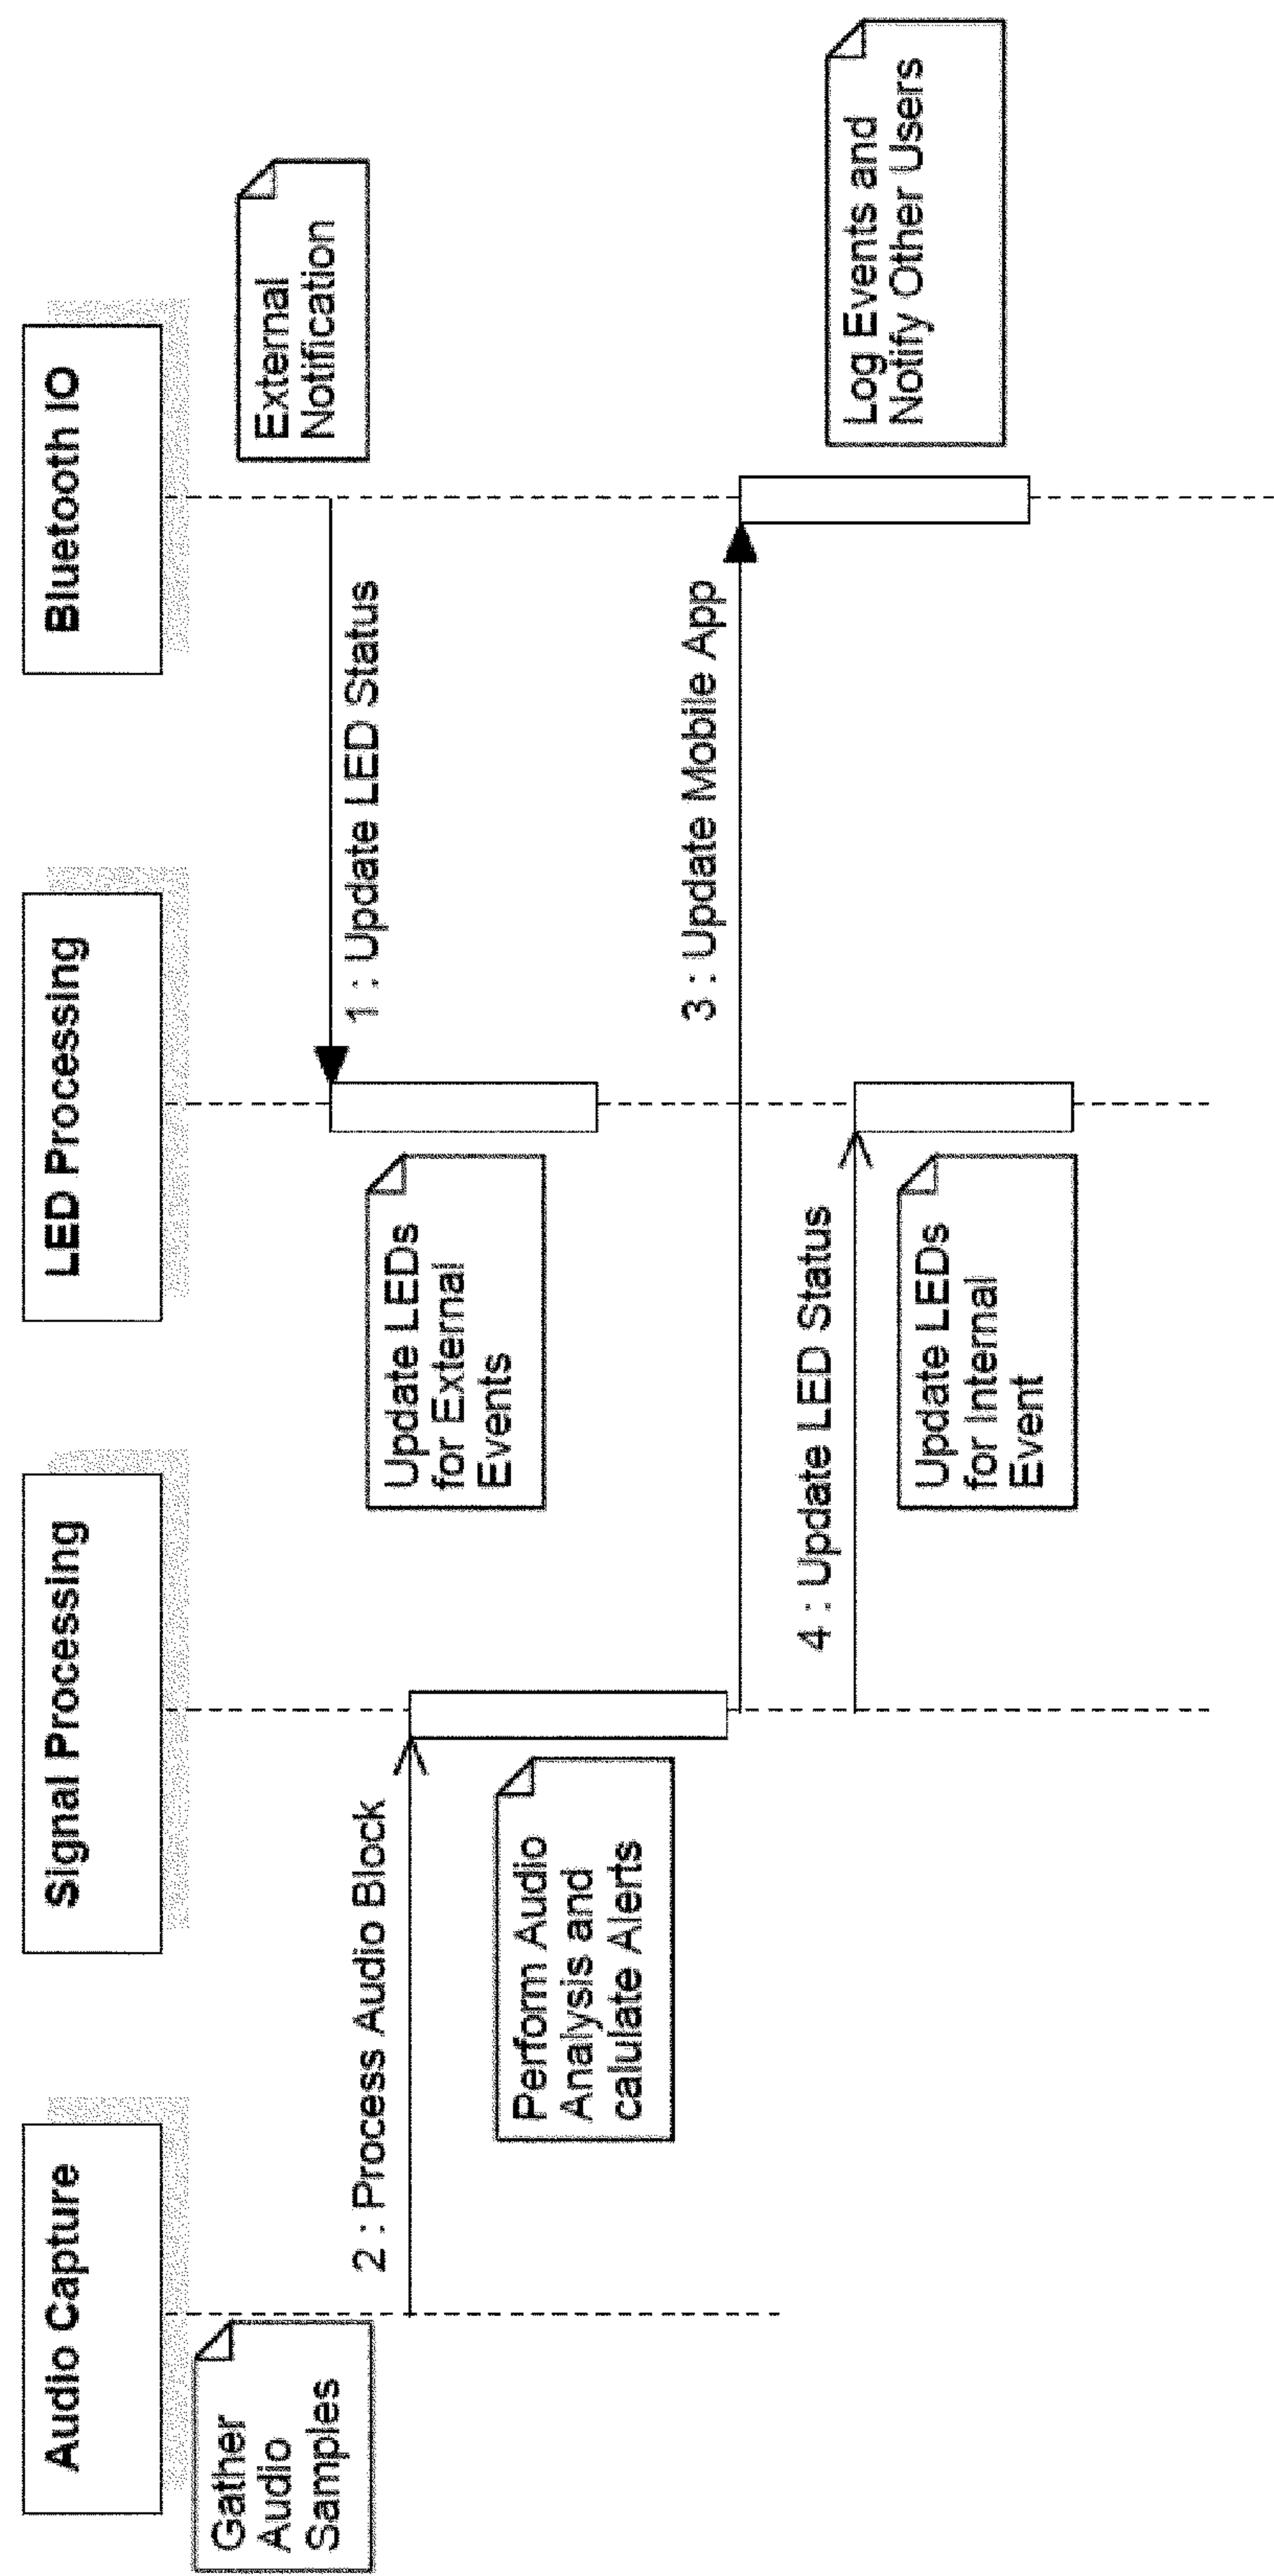 Audio Capture
Signal Processing
LED Processing
Bluetooth IO
Gather
Audio
Samples
External
Notification
1 : Update LED Status
2 : Process Audio Block
Update LEDs
for External
Events
Perform Audio
Analysis and
calulate Alerts
3 : Update Mobile App
4 : Update LED Status
Log Events and
Notify Other Users
Update LEDs
for Internal
Event